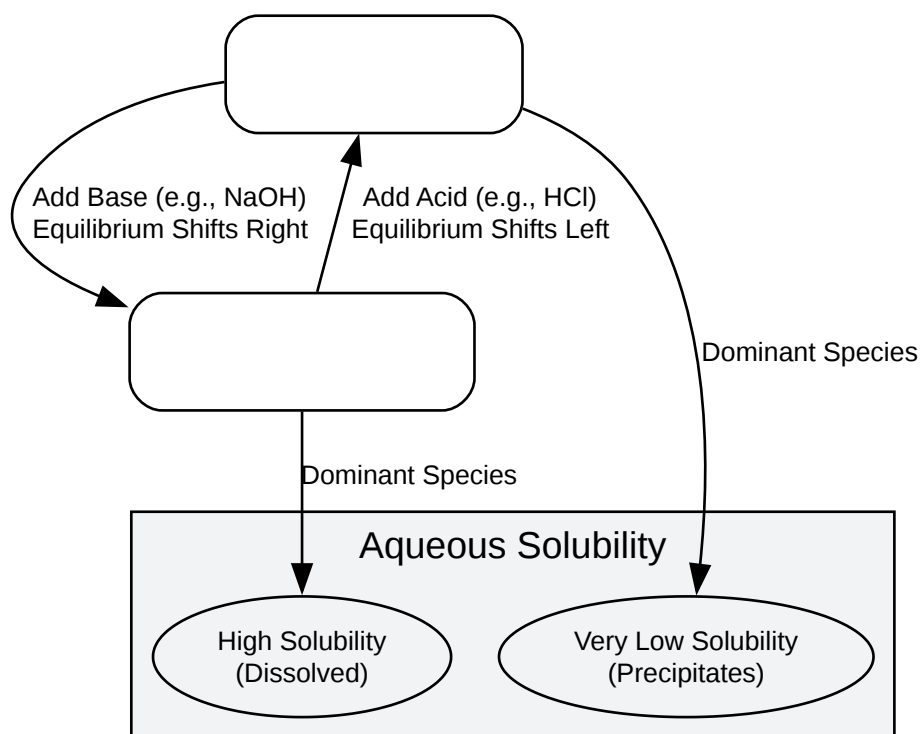 Add Base (e.g., NaOH)
Equilibrium Shifts Right
Add Acid (e.g., HCl)
Equilibrium Shifts Left
Dominant Species
Dominant Species
Aqueous Solubility
High Solubility
(Dissolved)
Very Low Solubility
(Precipitates)